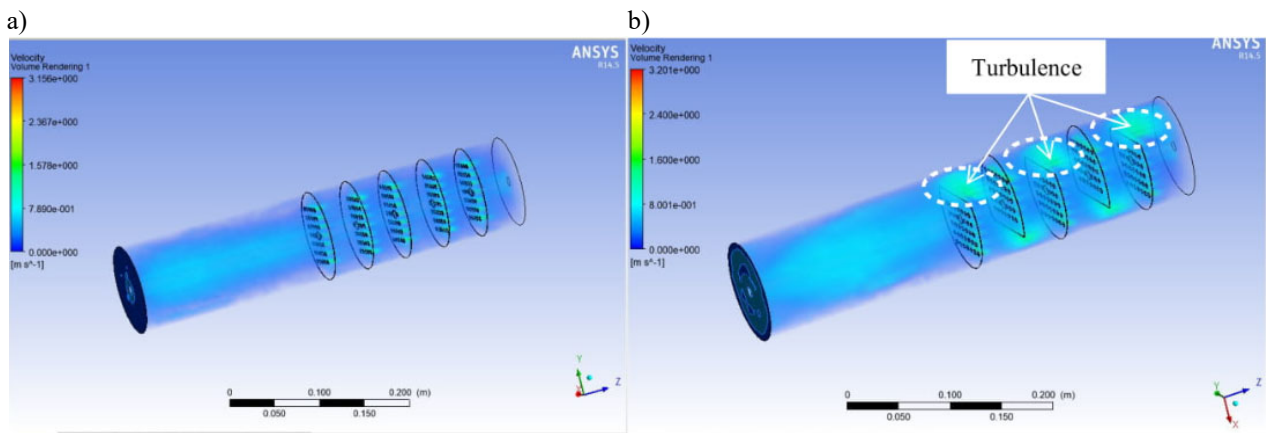 a)
Velocity
Volume Rendering 1
3.156e+000
2.367e+000
1.578e+000
7.890e-001
0.000e+000
[m s^-1]
ANSYS
R14.5
0 0.100 0.200 (m)
0.050 0.150
Y
X
Z
b)
Velocity
Volume Rendering 1
3.201e+000
2.400e+000
1.600e+000
8.001e-001
0.000e+000
[m s^-1]
Turbulence
ANSYS
R14.5
0 0.100 0.200 (m)
0.050 0.150
Y
Z
X